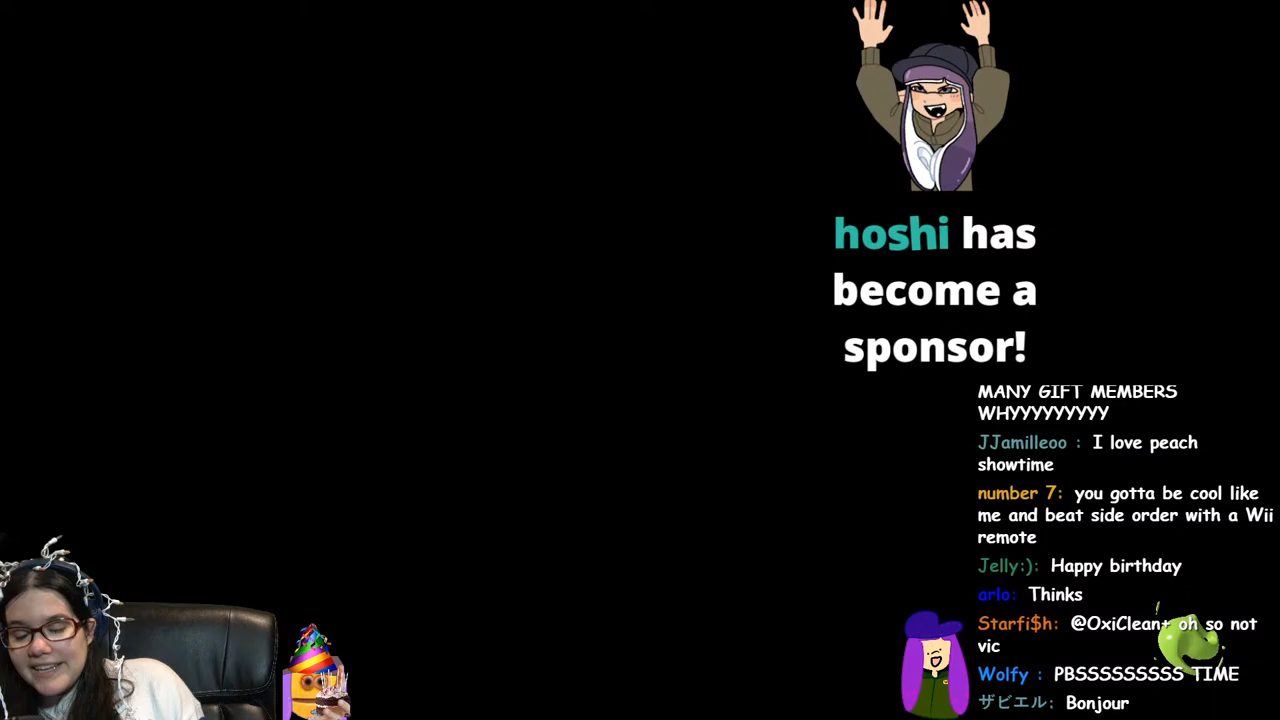 hoshi has
become a
sponsor!
MANY GIFT MEMBERS
WHYYYYYYYYY
JJamilleoo : I love peach
showtime
number 7: you gotta be cool like
me and beat side order with a Wii
remote
Jelly:): Happy birthday
arlo: Thinks
Starfi$h: @OxiClean+ oh so not
vic
Wolfy : PBSSSSSSSSS TIME
ザビエル: Bonjour